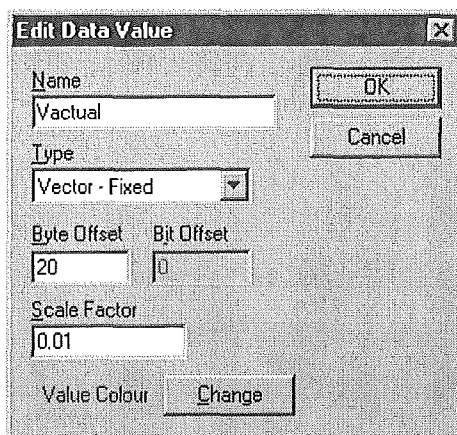 Edit Data Value
Name
OK
Vactual
Cancel
Type
Vector - Fixed
Byte Offset Bit Offset
20 0
Scale Factor
0.01
Value Colour Change